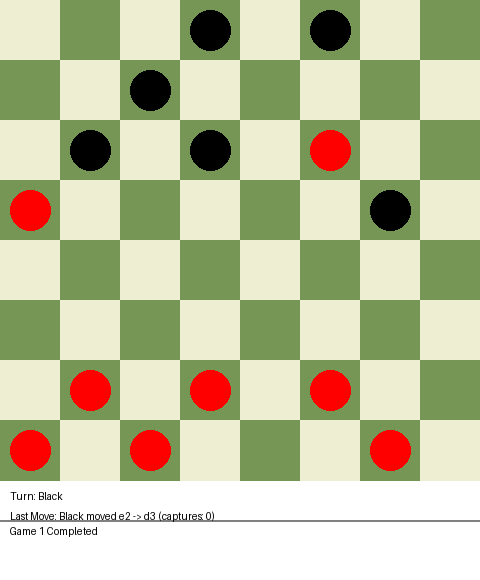 Turn: Black
Last Move: Black moved e2 -> d3 (captures: 0)
Game 1 Completed